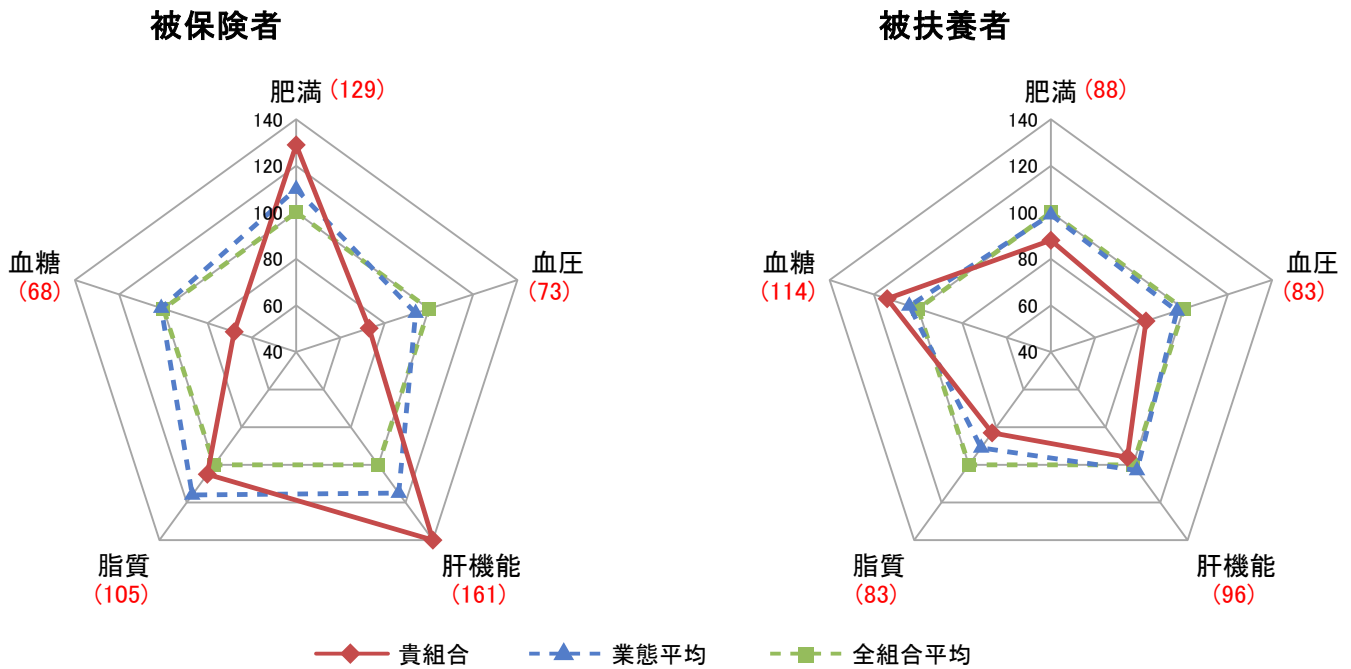 被保険者
肥満(129)
140
120
100
80
60
40
血糖
(68)
血圧
(73)
脂質
(105)
肝機能
(161)
被扶養者
肥満(88)
140
120
100
80
60
40
血糖
(114)
血圧
(83)
脂質
(83)
肝機能
(96)
貴組合 業態平均 全組合平均